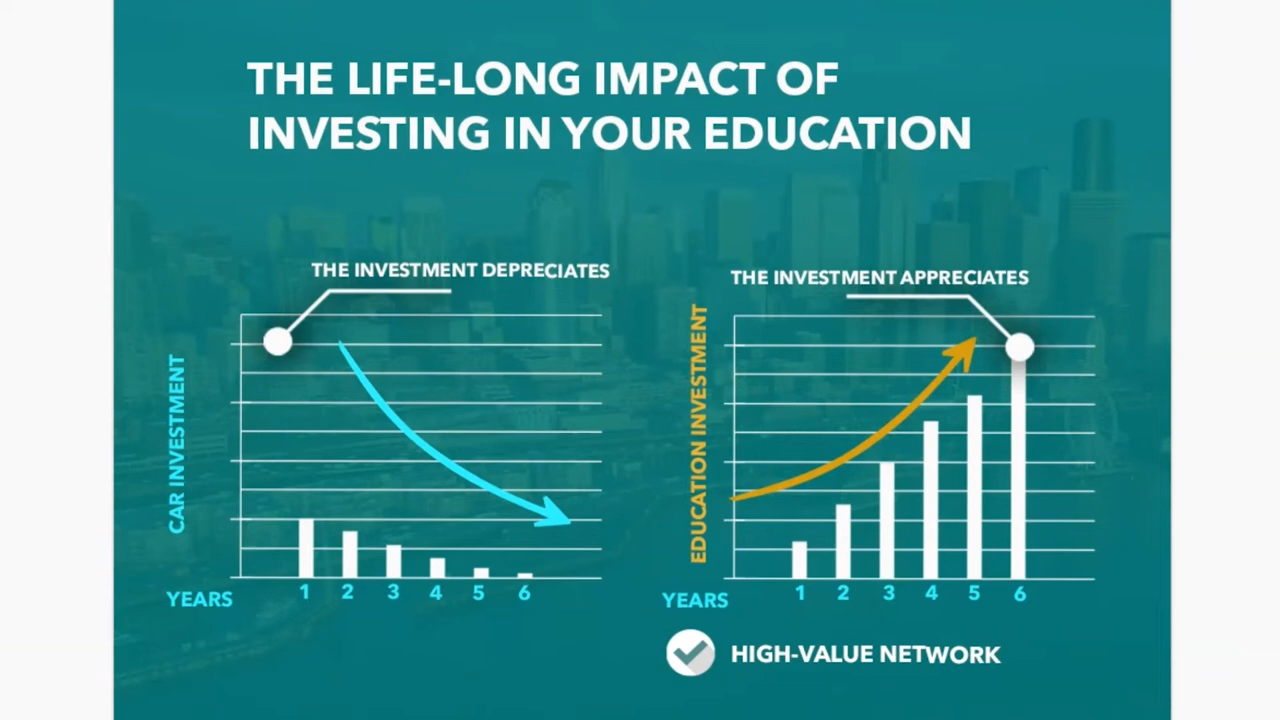 THE LIFE-LONG IMPACT OF
INVESTING IN YOUR EDUCATION
THE INVESTMENT DEPRECIATES
CAR INVESTMENT
YEARS
1 2 3 4 5 6
THE INVESTMENT APPRECIATES
EDUCATION INVESTMENT
YEARS
1 2 3 4 5 6
HIGH-VALUE NETWORK